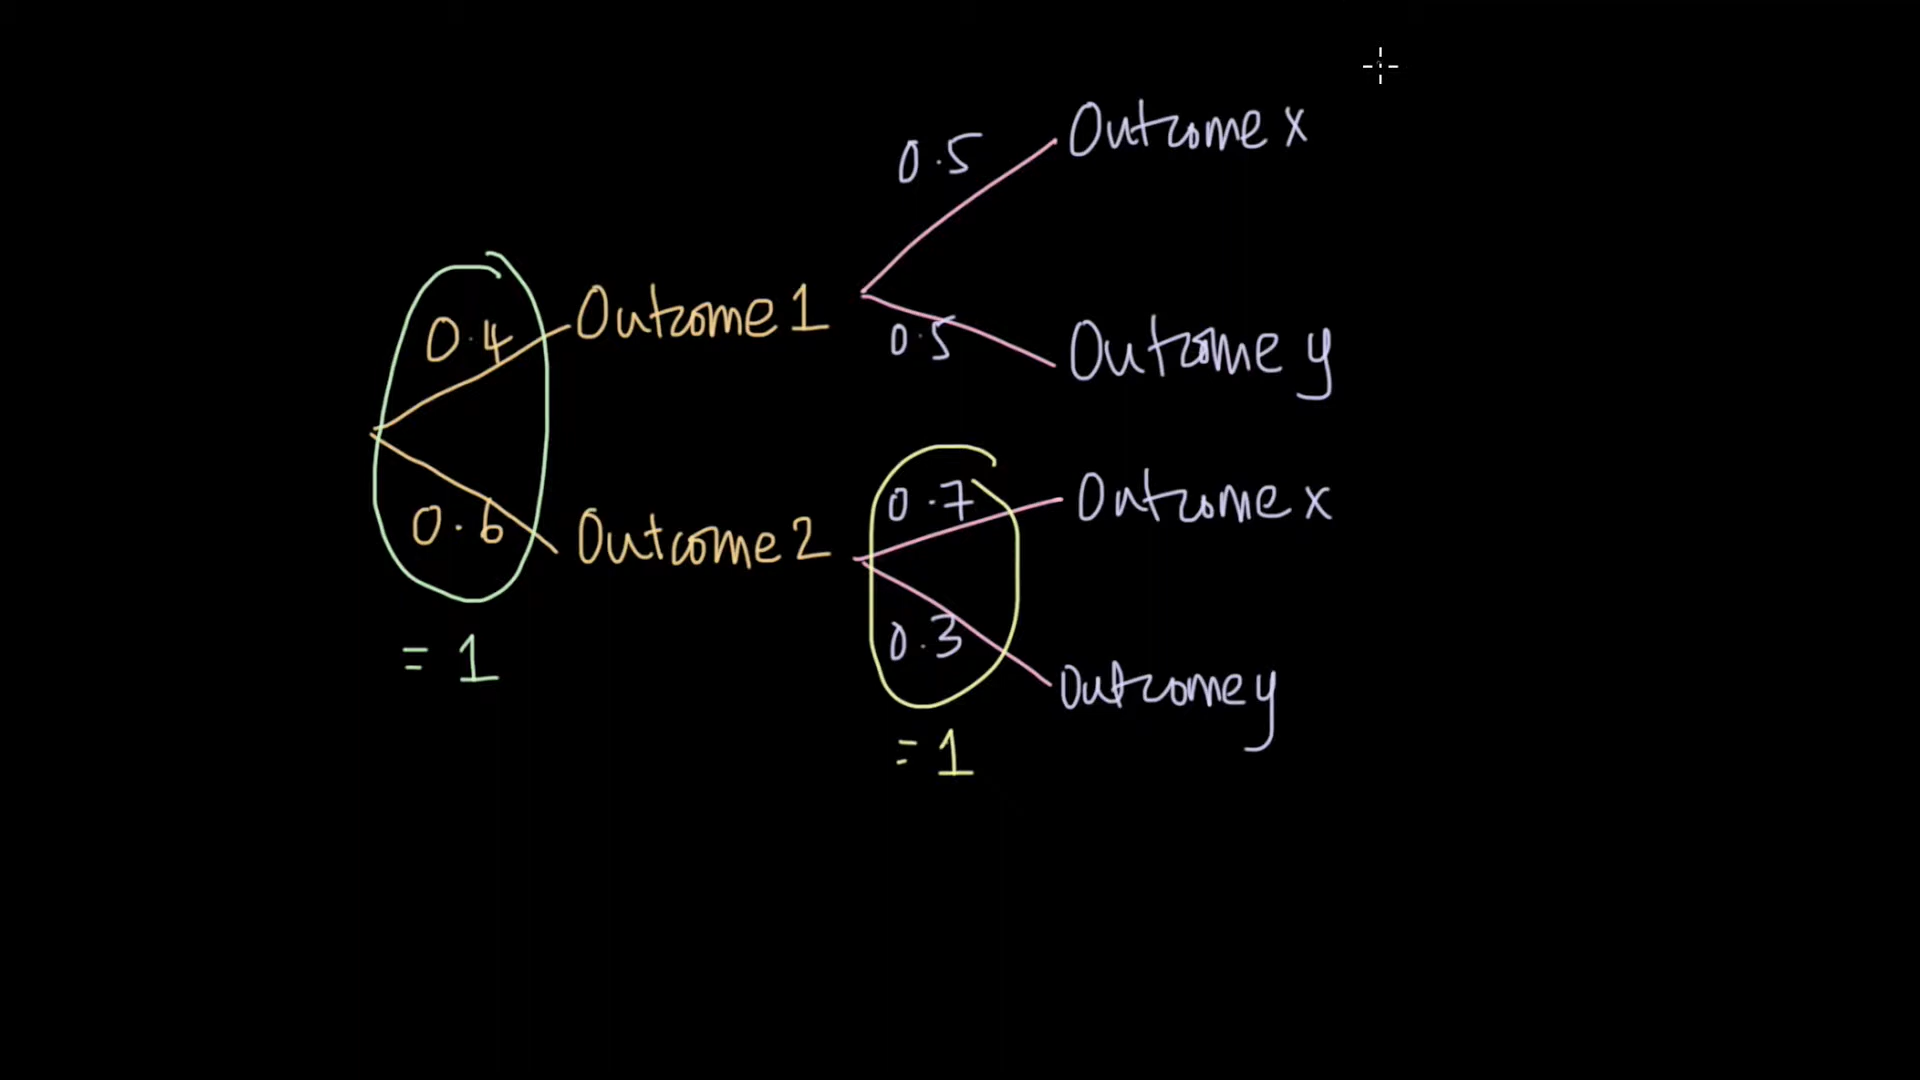 0.5 Outcome x
0.4 Outcome 1
0.5 Outcome y
0.6 Outcome 2
0.7 Outcome x
0.3 Outcome y
= 1
= 1